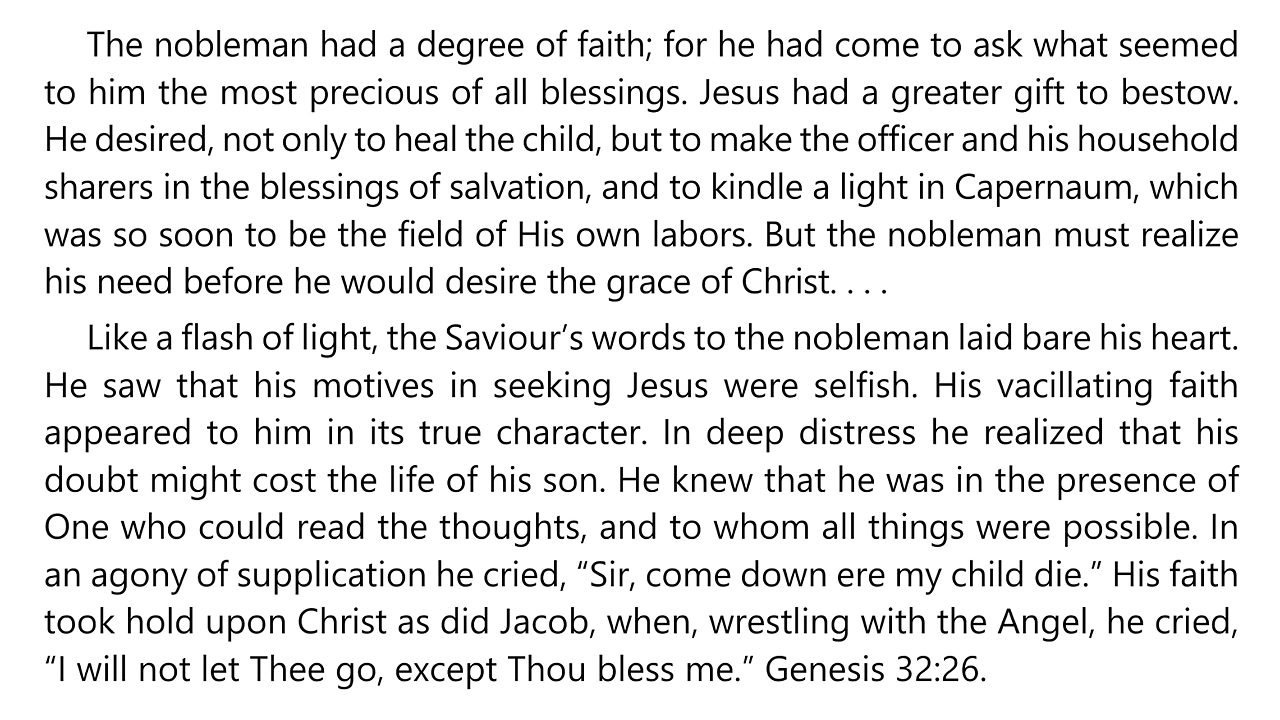 The nobleman had a degree of faith; for he had come to ask what seemed
to him the most precious of all blessings. Jesus had a greater gift to bestow.
He desired, not only to heal the child, but to make the officer and his household
sharers in the blessings of salvation, and to kindle a light in Capernaum, which
was so soon to be the field of His own labors. But the nobleman must realize
his need before he would desire the grace of Christ. . . .
Like a flash of light, the Saviour’s words to the nobleman laid bare his heart.
He saw that his motives in seeking Jesus were selfish. His vacillating faith
appeared to him in its true character. In deep distress he realized that his
doubt might cost the life of his son. He knew that he was in the presence of
One who could read the thoughts, and to whom all things were possible. In
an agony of supplication he cried, “Sir, come down ere my child die.” His faith
took hold upon Christ as did Jacob, when, wrestling with the Angel, he cried,
“I will not let Thee go, except Thou bless me.” Genesis 32:26.